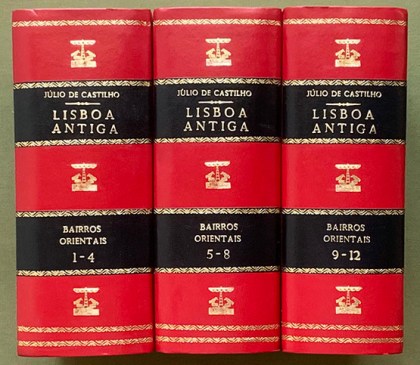 JÚLIO DE CASTILHO
LISBOA
ANTIGA
BAIRROS
ORIENTAIS
1-4
JÚLIO DE CASTILHO
LISBOA
ANTIGA
BAIRROS
ORIENTAIS
5-8
JÚLIO DE CASTILHO
LISBOA
ANTIGA
BAIRROS
ORIENTAIS
9-12